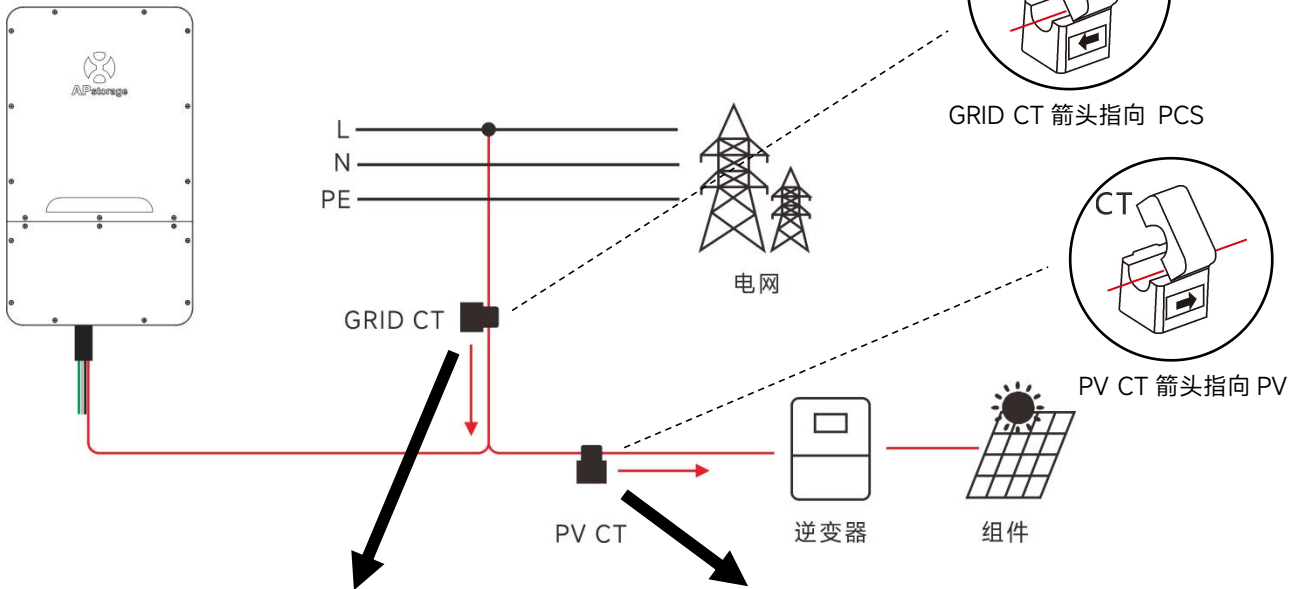 APstorage
GRID CT 箭头指向 PCS
L
N
PE
CT
电网
GRID CT
PV CT 箭头指向 PV
PV CT
逆变器
组件